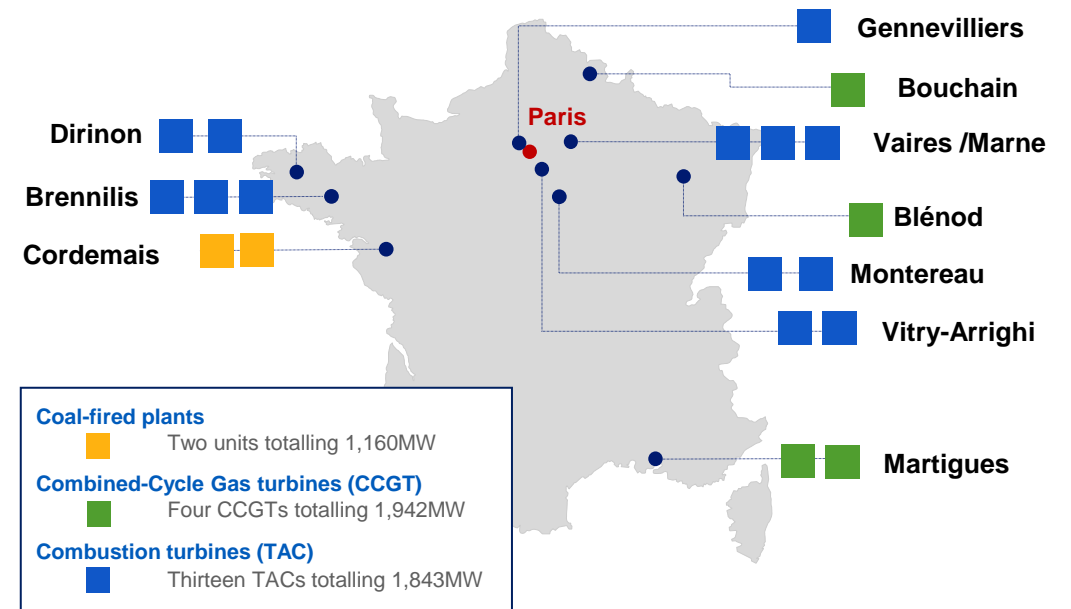 Gennevilliers
Bouchain
Paris
Dirinon
Vaires /Marne
Brennilis
Blénod
Cordemais
Montereau
Vitry-Arrighi
Coal-fired plants
Two units totalling 1,160MW
Martigues
Combined-Cycle Gas turbines (CCGT)
Four CCGTs totalling 1,942MW
Combustion turbines (TAC)
Thirteen TACs totalling 1,843MW